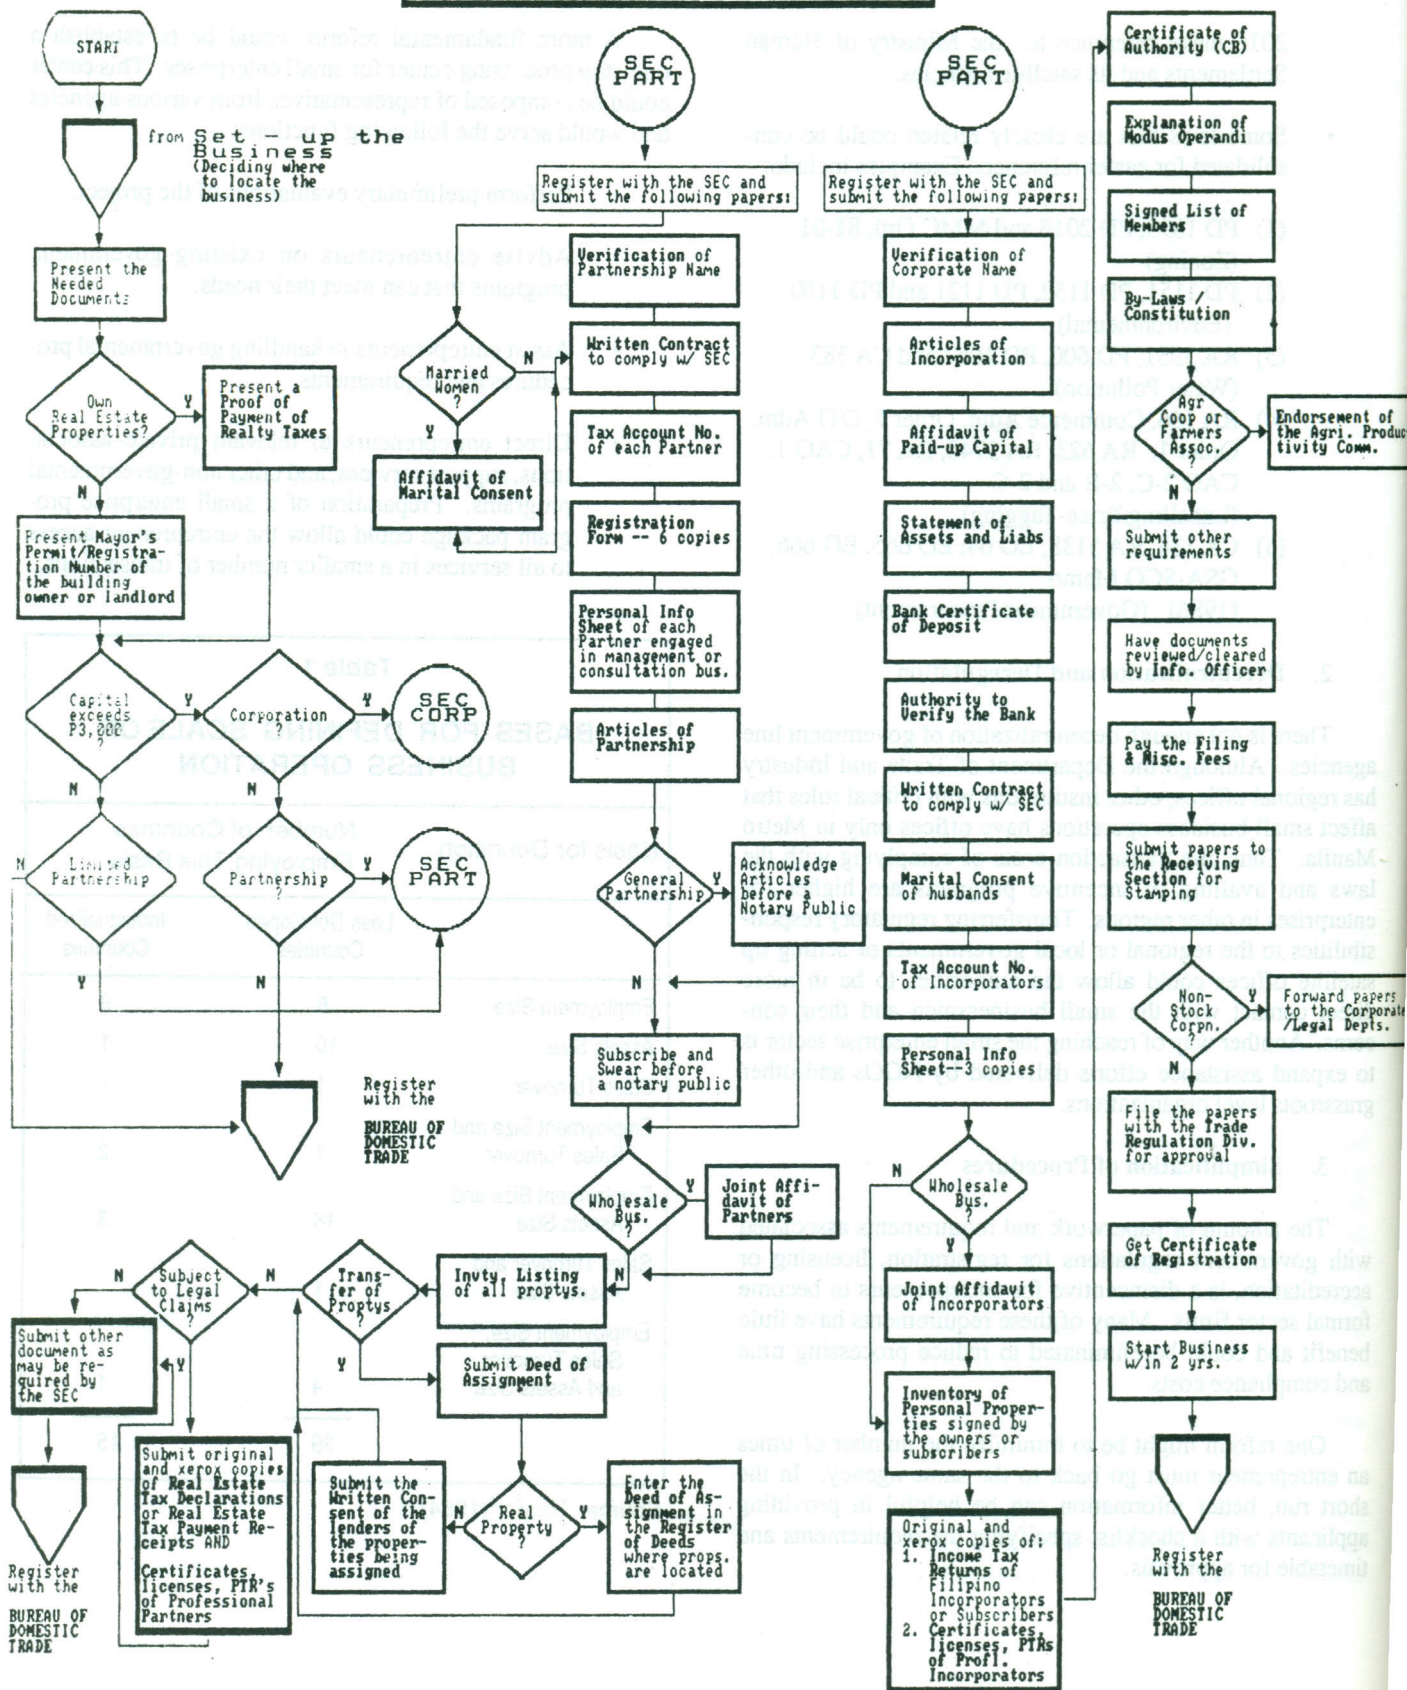 START
from Set up the
Business
(Deciding where
to locate the
business)
Present the
Needed
Documents
Own
Real Estate
Properties?
Y
Present a
Proof of
Payment of
Realty Taxes
N
Present Mayor's
Permit/Registra-
tion Number of
the building
owner or landlord
Capital
exceeds
P3,000
?
Y
Corporation
?
Y
SEC
CORP
N
N
N
Limited
Partnership
Partnership
?
Y
SEC
PART
Y
N
Register
with the
BUREAU OF
DOMESTIC
TRADE
SEC
PART
Register with the SEC and
submit the following papers:
Married
Women
?
N
Y
Affidavit of
Marital Consent
Verification of
Partnership Name
Written Contract
to comply w/ SEC
Tax Account No.
of each Partner
Registration
Form -- 6 copies
Personal Info
Sheet of each
Partner engaged
in management or
consultation bus.
Articles of
Partnership
General
Partnership
?
Y
Acknowledge
Articles
before a
Notary Public
N
Subscribe and
Swear before
a notary public
Wholesale
Bus.
?
Y
Joint Affi-
davit of
Partners
N
Invty. Listing
of all proptys.
Trans-
fer of
Proptys
?
N
Y
Submit Deed of
Assignment
Subject
to Legal
Claims
?
N
Y
Submit other
document as
may be re-
quired by
the SEC
Register
with the
BUREAU OF
DOMESTIC
TRADE
Submit original
and xerox copies
of Real Estate
Tax Declarations
or Real Estate
Tax Payment Re-
ceipts AND
Certificates,
licenses, PTR's
of Professional
Partners
Submit the
Written Con-
sent of the
lenders of
the proper-
ties being
assigned
N
Real
Property
?
Y
Enter the
Deed of As-
signment in
the Register
of Deeds
where props.
are located
SEC
PART
Register with the SEC and
submit the following papers:
Verification of
Corporate Name
Articles of
Incorporation
Affidavit of
Paid-up Capital
Statement of
Assets and Liabs
Bank Certificate
of Deposit
Authority to
Verify the Bank
Written Contract
to comply w/SEC
Marital Consent
of husbands
Tax Account No.
of Incorporators
Personal Info
Sheet-3 copies
N
Wholesale
Bus.
?
Y
Joint Affidavit
of Incorporators
Inventory of
Personal Proper-
ties signed by
the owners or
subscribers
Original and
xerox copies of:
1. Income Tax
Returns of
Filipino
Incorporators
or Subscribers
2. Certificates,
licenses, PTRs
of Profl.
Incorporators
Certificate of
Authority (CB)
Explanation of
Modus Operandi
Signed List of
Members
By-Laws /
Constitution
Agr
Coop or
Farmers
Assoc.
?
Y
Endorsement of
the Agri. Produc
tivity Comm.
N
Submit other
requirements
Have documents
reviewed/cleared
by Info. Officer
Pay the Filing
& Misc. Fees
Submit papers to
the Receiving
Section for
Stamping
Non-
Stock
Corpn.
?
Y
Forward papers
to the Corporate
/Legal Depts.
N
File the papers
with the Trade
Regulation Div.
for approval
Get Certificate
of Registration
Start Business
w/in 2 yrs.
Register
with the
BUREAU OF
DOMESTIC
TRADE